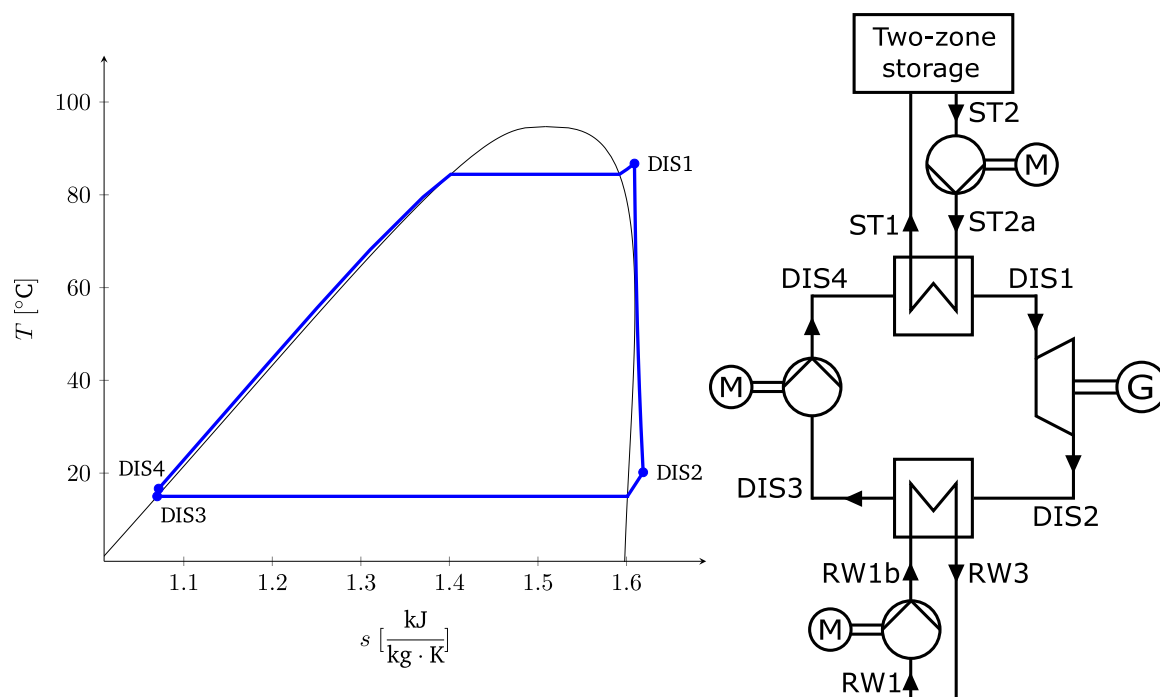 100
80
60
40
20
T [°C]
1.1
1.2
1.3
1.4
1.5
1.6
s [kJ/kg · K]
DIS1
DIS2
DIS4
DIS3
Two-zone
storage
ST2
M
ST1
ST2a
DIS4
DIS1
M
G
DIS3
DIS2
RW1b
RW3
M
RW1